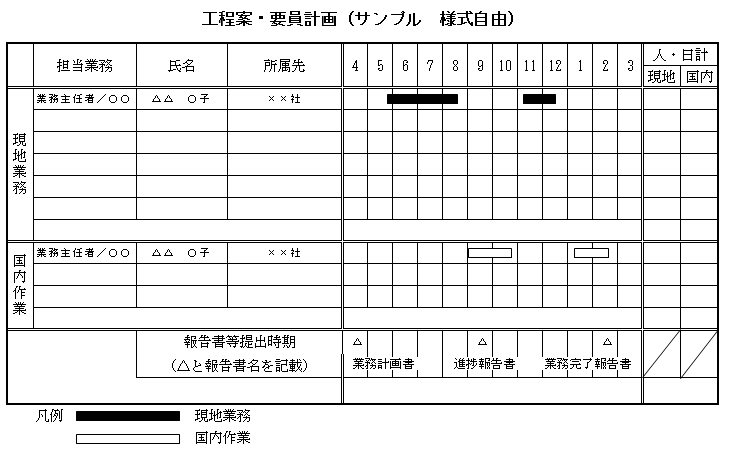 工程案・要員計画（サンプル　様式自由）
担当業務 氏名 所属先 4 5 6 7 8 9 10 11 12 1 2 3 人・日計
現地 国内
現地業務
業務主任者／〇〇 △△　〇子 ××社
国内作業
業務主任者／〇〇 △△　〇子 ××社
報告書等提出時期 △ △ △
（△と報告書名を記載） 業務計画書 進捗報告書 業務完了報告書
凡例 現地業務
国内作業